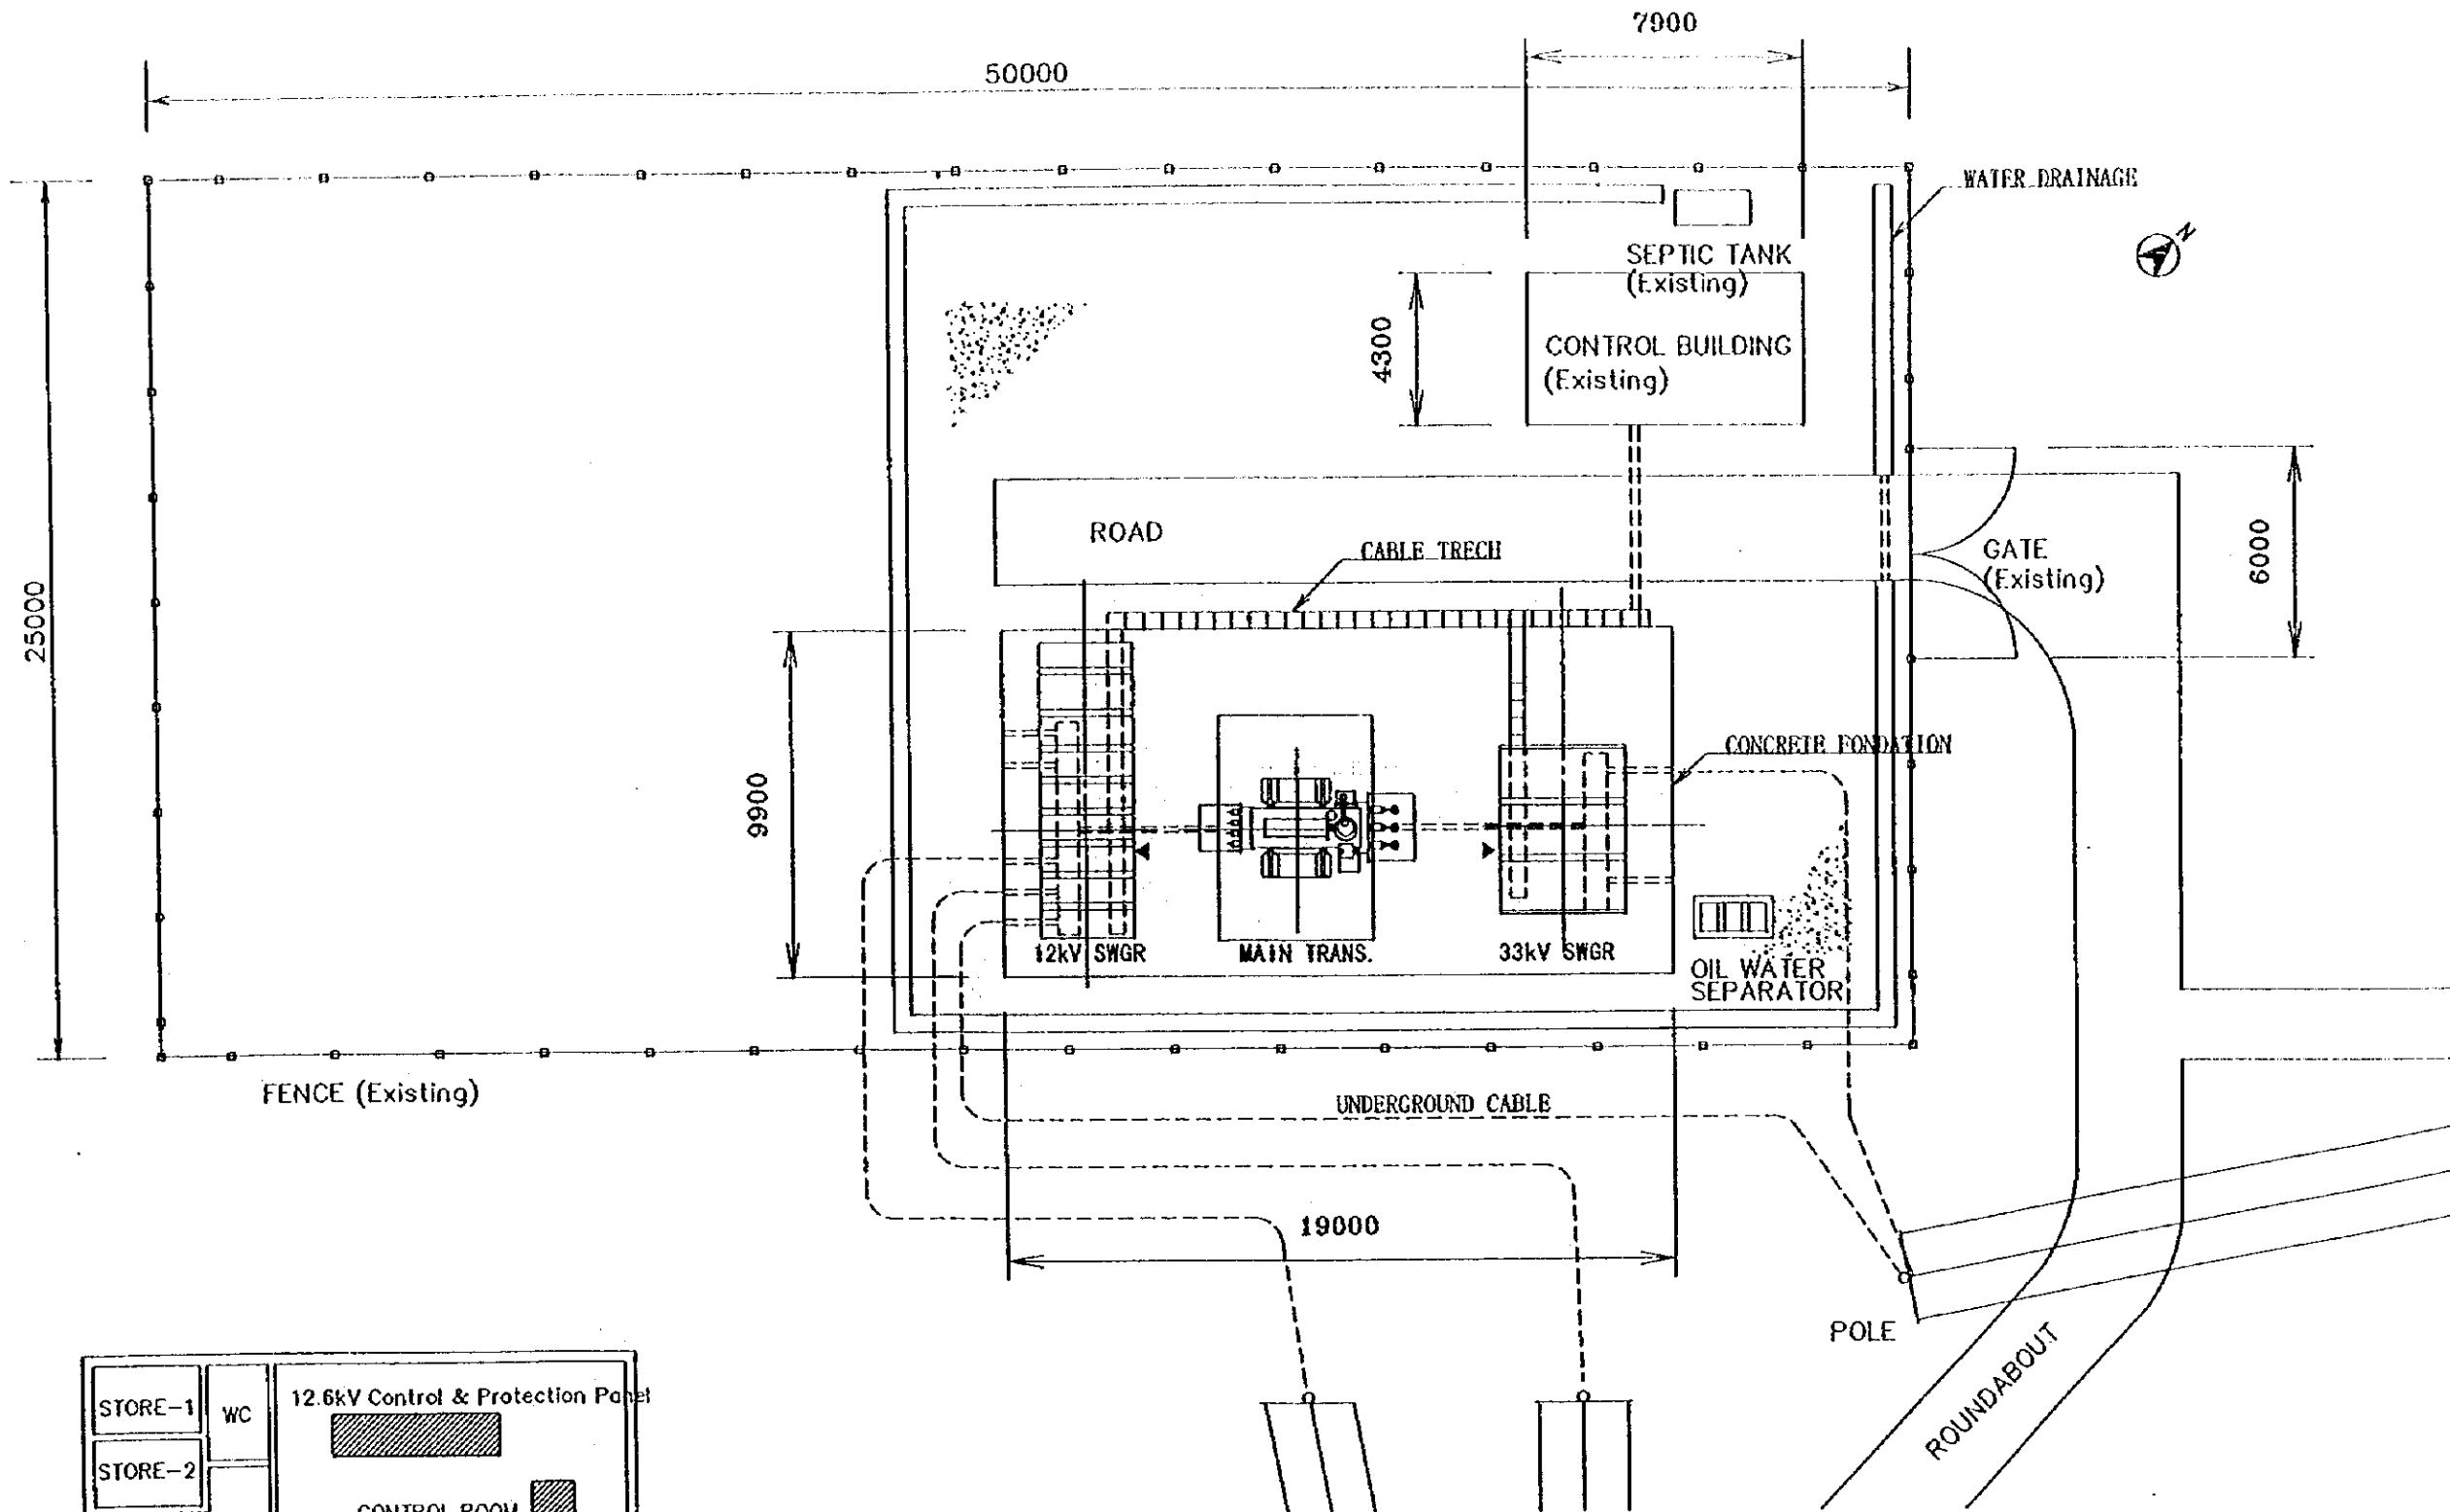 7900
50000
WATER DRAINAGE
N
SEPTIC TANK
(Existing)
4300
CONTROL BUILDING
(Existing)
ROAD
CABLE TRECH
GATE
(Existing)
6000
25000
CONCRETE FONDATION
9900
12kV SWGR
MAIN TRANS.
33kV SWGR
OIL WATER
SEPARATOR
FENCE (Existing)
UNDERGROUND CABLE
19000
POLE
ROUNDABOUT
STORE-1
WC
12.6kV Control & Protection Panel
STORE-2
CONTROL ROOM